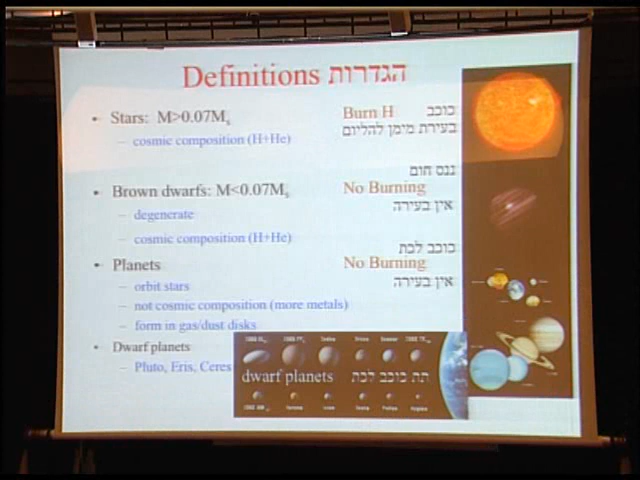 Definitions הגדרות
• Stars: M>0.07Ms
Burn H כוכב
– cosmic composition (H+He)
בעירת מימן להליום
ננס חום
• Brown dwarfs: M<0.07Ms
No Burning
– degenerate
אין בעירה
– cosmic composition (H+He)
כוכב לכת
• Planets
No Burning
– orbit stars
אין בעירה
– not cosmic composition (more metals)
– form in gas/dust disks
• Dwarf planets
– Pluto, Eris, Ceres
dwarf planets תת כוכב לכת